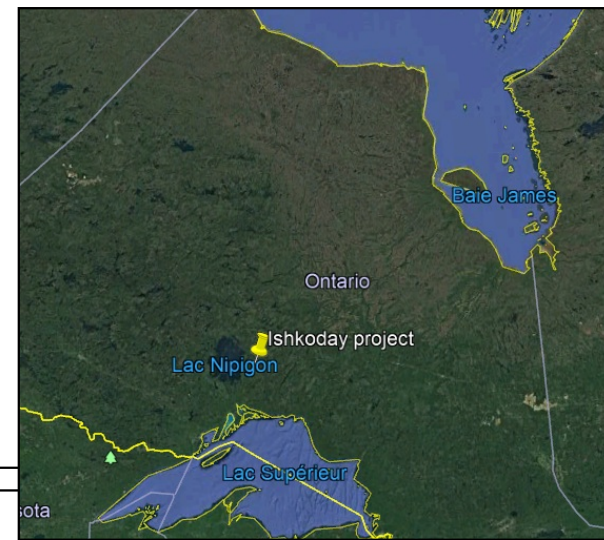 Baie James
Ontario
Ishkoday project
Lac Nipigon
Lac Supérieur
sota